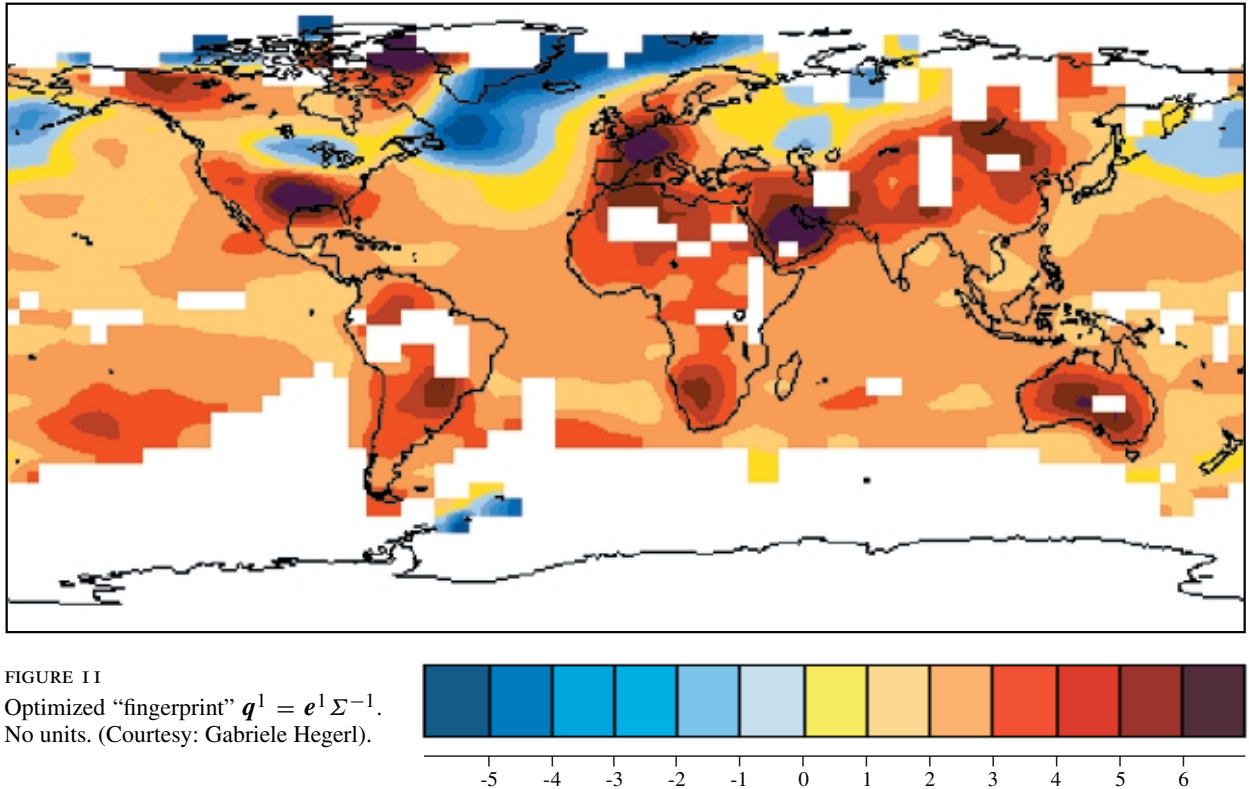 FIGURE 11
Optimized “fingerprint” q¹ = e¹Σ⁻¹.
No units. (Courtesy: Gabriele Hegerl).
-5 -4 -3 -2 -1 0 1 2 3 4 5 6